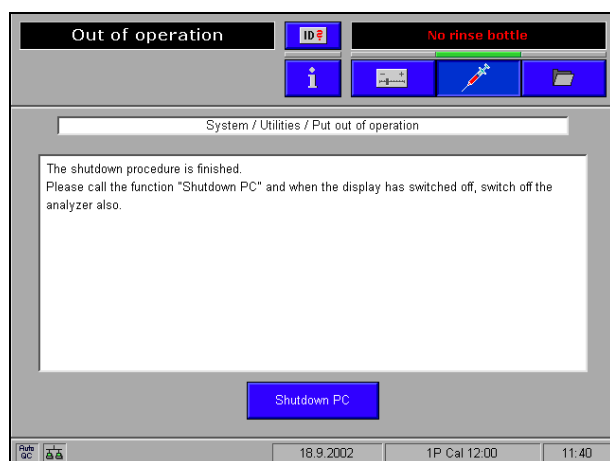 Out of operation
ID
No rinse bottle
i
System / Utilities / Put out of operation
The shutdown procedure is finished.
Please call the function "Shutdown PC" and when the display has switched off, switch off the
analyzer also.
Shutdown PC
Auto
QC
18.9.2002
1P Cal 12:00
11:40